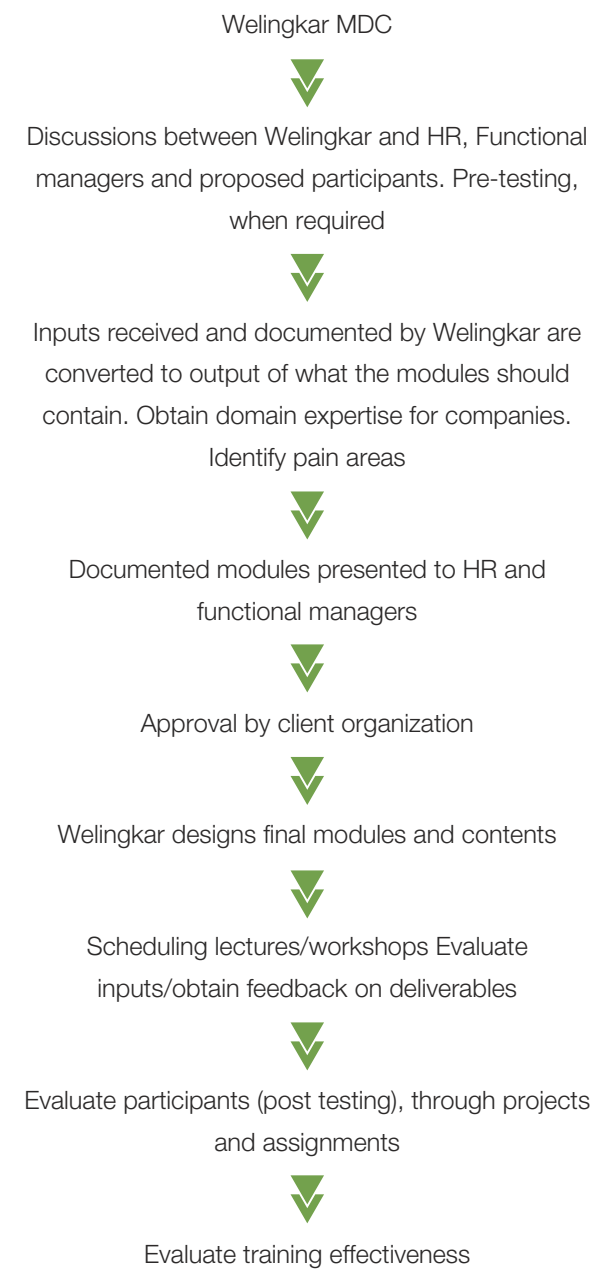 Welingkar MDC
Discussions between Welingkar and HR, Functional
managers and proposed participants. Pre-testing,
when required
Inputs received and documented by Welingkar are
converted to output of what the modules should
contain. Obtain domain expertise for companies.
Identify pain areas
Documented modules presented to HR and
functional managers
Approval by client organization
Welingkar designs final modules and contents
Scheduling lectures/workshops Evaluate
inputs/obtain feedback on deliverables
Evaluate participants (post testing), through projects
and assignments
Evaluate training effectiveness